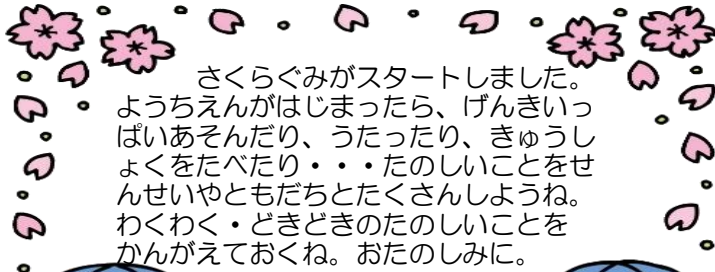 さくらぐみがスタートしました。
ようちえんがはじまったら、げんきいっ
ぱいあそんだり、うたったり、きゅうし
ょくをたべたり・・・たのしいことをせ
んせいやともだちとたくさんしようね。
わくわく・どきどきのたのしいことを
かんがえておくね。おたのしみに。